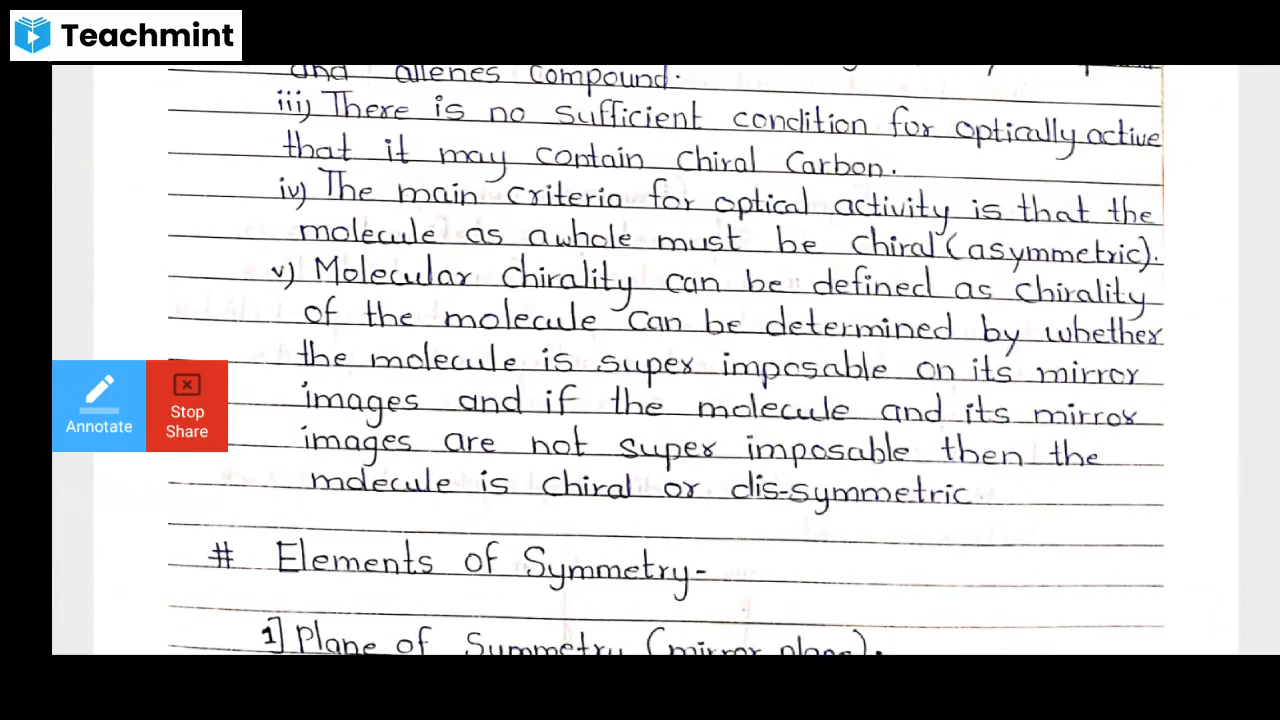 Teachmint
and allenes compound.
iii) There is no sufficient condition for optically active
that it may contain chiral carbon.
iv) The main criteria for optical activity is that the
molecule as a whole must be chiral (asymmetric).
v) Molecular chirality can be defined as chirality
of the molecule can be determined by whether
the molecule is super imposable on its mirror
images and if the molecule and its mirror
images are not super imposable then the
molecule is chiral or dis-symmetric.
Annotate
Stop
Share
# Elements of Symmetry-
1] Plane of Symmetry (mirror plane).